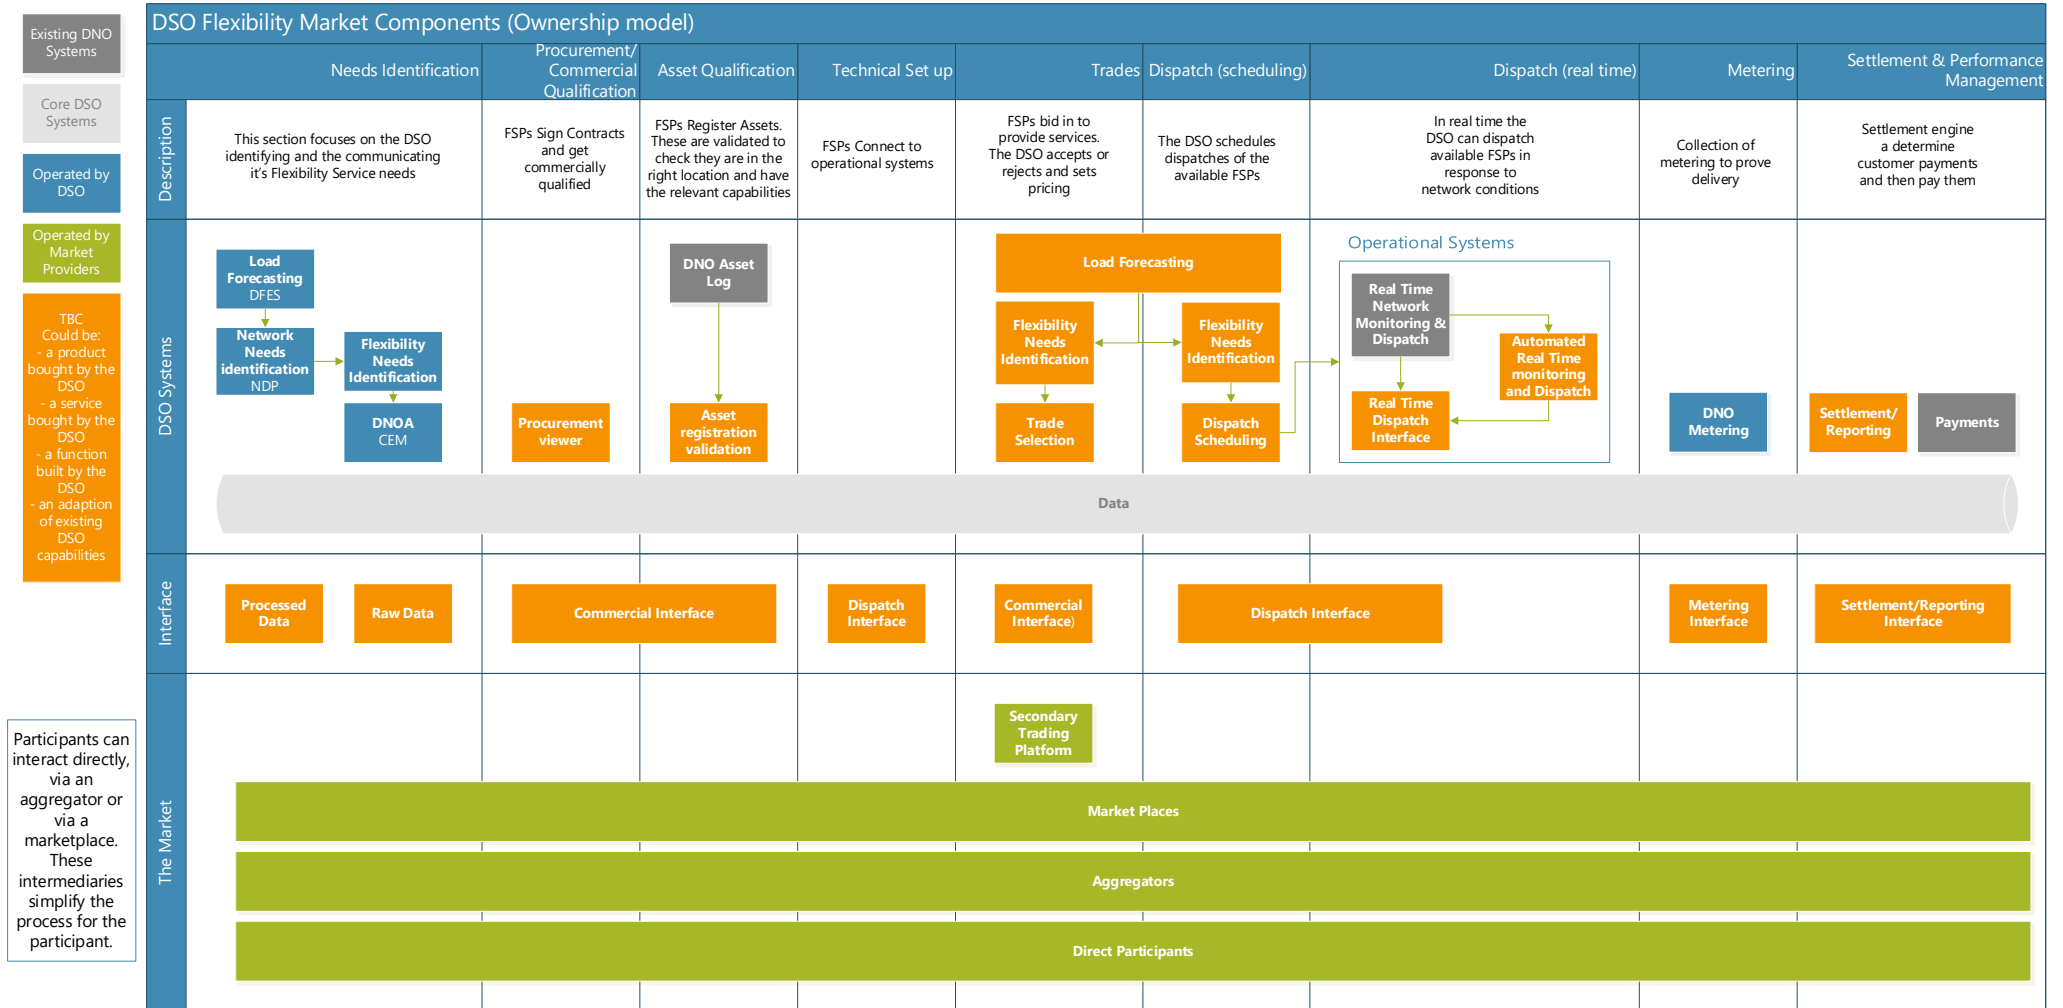 Existing DNO
Systems
Core DSO
Systems
Operated by
DSO
Operated by
Market
Providers
TBC
Could be:
- a product
bought by the
DSO
- a service
bought by the
DSO
- a function
built by the
DSO
- an adaption
of existing
DSO
capabilities
Participants can
interact directly,
via an
aggregator or
via a
marketplace.
These
intermediaries
simplify the
process for the
participant.
DSO Flexibility Market Components (Ownership model)
Needs Identification
Procurement/
Commercial
Qualification
Asset Qualification
Technical Set up
Trades
Dispatch (scheduling)
Dispatch (real time)
Metering
Settlement & Performance
Management
Description
This section focuses on the DSO
identifying and the communicating
it's Flexibility Service needs
FSPs Sign Contracts
and get
commercially
qualified
FSPs Register Assets.
These are validated to
check they are in the
right location and have
the relevant capabilities
FSPs Connect to
operational systems
FSPs bid in to
provide services.
The DSO accepts or
rejects and sets
pricing
The DSO schedules
dispatches of the
available FSPs
In real time the
DSO can dispatch
available FSPs in
response to
network conditions
Collection of
metering to prove
delivery
Settlement engine
a determine
customer payments
and then pay them
DSO Systems
Load
Forecasting
DFES
Network
Needs
identification
NDP
Flexibility
Needs
Identification
DNOA
CEM
Procurement
viewer
DNO Asset
Log
Asset
registration
validation
Load Forecasting
Flexibility
Needs
Identification
Trade
Selection
Flexibility
Needs
Identification
Dispatch
Scheduling
Operational Systems
Real Time
Network
Monitoring &
Dispatch
Automated
Real Time
monitoring
and Dispatch
Real Time
Dispatch
Interface
DNO
Metering
Settlement/
Reporting
Payments
Data
Interface
Processed
Data
Raw Data
Commercial Interface
Dispatch
Interface
Commercial
Interface)
Dispatch Interface
Metering
Interface
Settlement/Reporting
Interface
The Market
Secondary
Trading
Platform
Market Places
Aggregators
Direct Participants